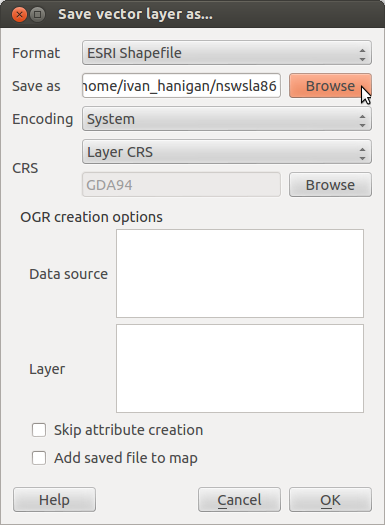 Save vector layer as...
Format ESRI Shapefile
Save as home/ivan_hanigan/nswsla86 Browse
Encoding System
CRS Layer CRS
GDA94 Browse
OGR creation options
Data source
Layer
Skip attribute creation
Add saved file to map
Help Cancel OK